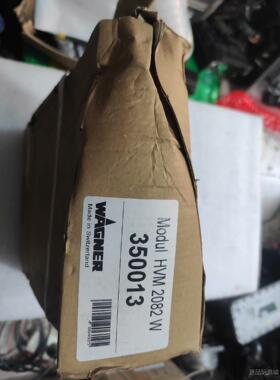 WAGNER
Made in Switzerland
Modul HVM 2082 W
350013